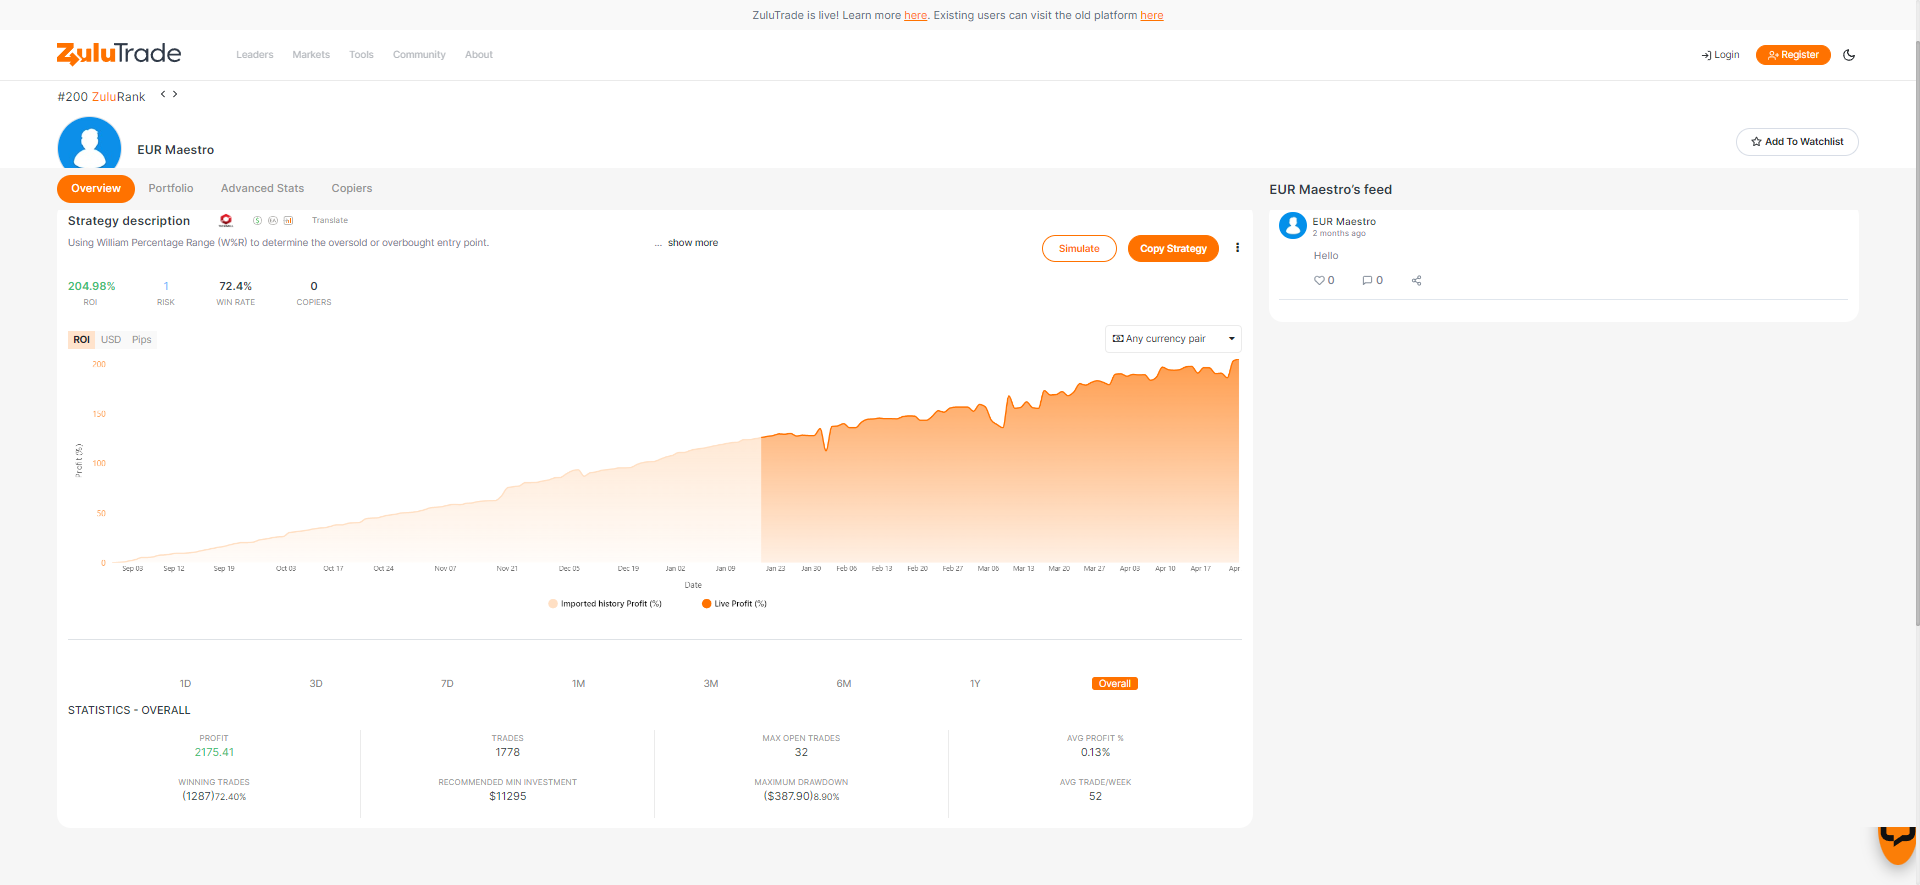 ZuluTrade is live! Learn more here. Existing users can visit the old platform here
ZuluTrade
Leaders Markets Tools Community About
Login Register
#200 ZuluRank
EUR Maestro
Add To Watchlist
Overview Portfolio Advanced Stats Copiers
Strategy description Translate
Using William Percentage Range (W%R) to determine the oversold or overbought entry point.
... show more
Simulate Copy Strategy
204.98% 1 72.4% 0
ROI RISK WIN RATE COPIERS
ROI USD Pips
Any currency pair
200
150
100
50
0
Profit (%)
Sep 03 Sep 12 Sep 19 Oct 03 Oct 17 Oct 24 Nov 07 Nov 21 Dec 05 Dec 19 Jan 02 Jan 09 Jan 23 Jan 30 Feb 06 Feb 13 Feb 20 Feb 27 Mar 06 Mar 13 Mar 20 Mar 27 Apr 03 Apr 10 Apr 17 Apr
Date
Imported history Profit (%) Live Profit (%)
1D 3D 7D 1M 3M 6M 1Y Overall
STATISTICS - OVERALL
PROFIT TRADES MAX OPEN TRADES AVG PROFIT %
2175.41 1778 32 0.13%
WINNING TRADES RECOMMENDED MIN INVESTMENT MAXIMUM DRAWDOWN AVG TRADE/WEEK
(1287)72.40% $11295 ($387.90)8.90% 52
EUR Maestro's feed
EUR Maestro
2 months ago
Hello
0 0